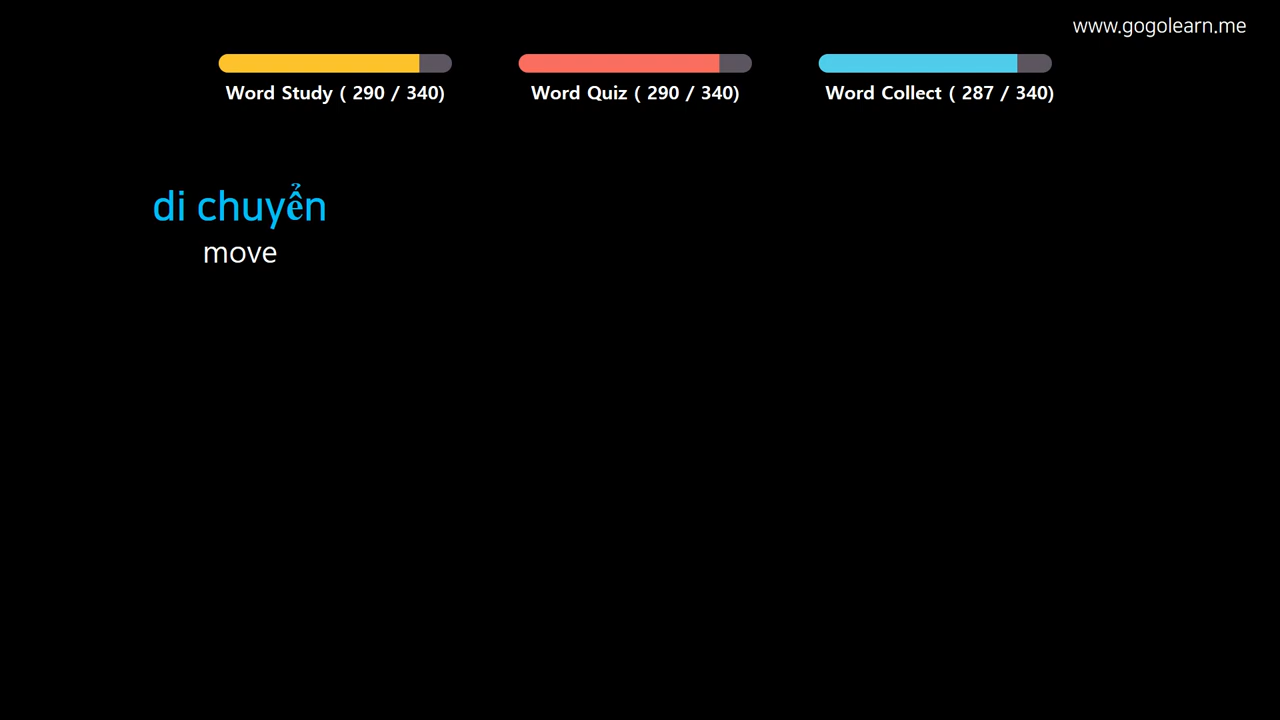 www.gogolearn.me
Word Study ( 290 / 340)
Word Quiz ( 290 / 340)
Word Collect ( 287 / 340)
di chuyển
move